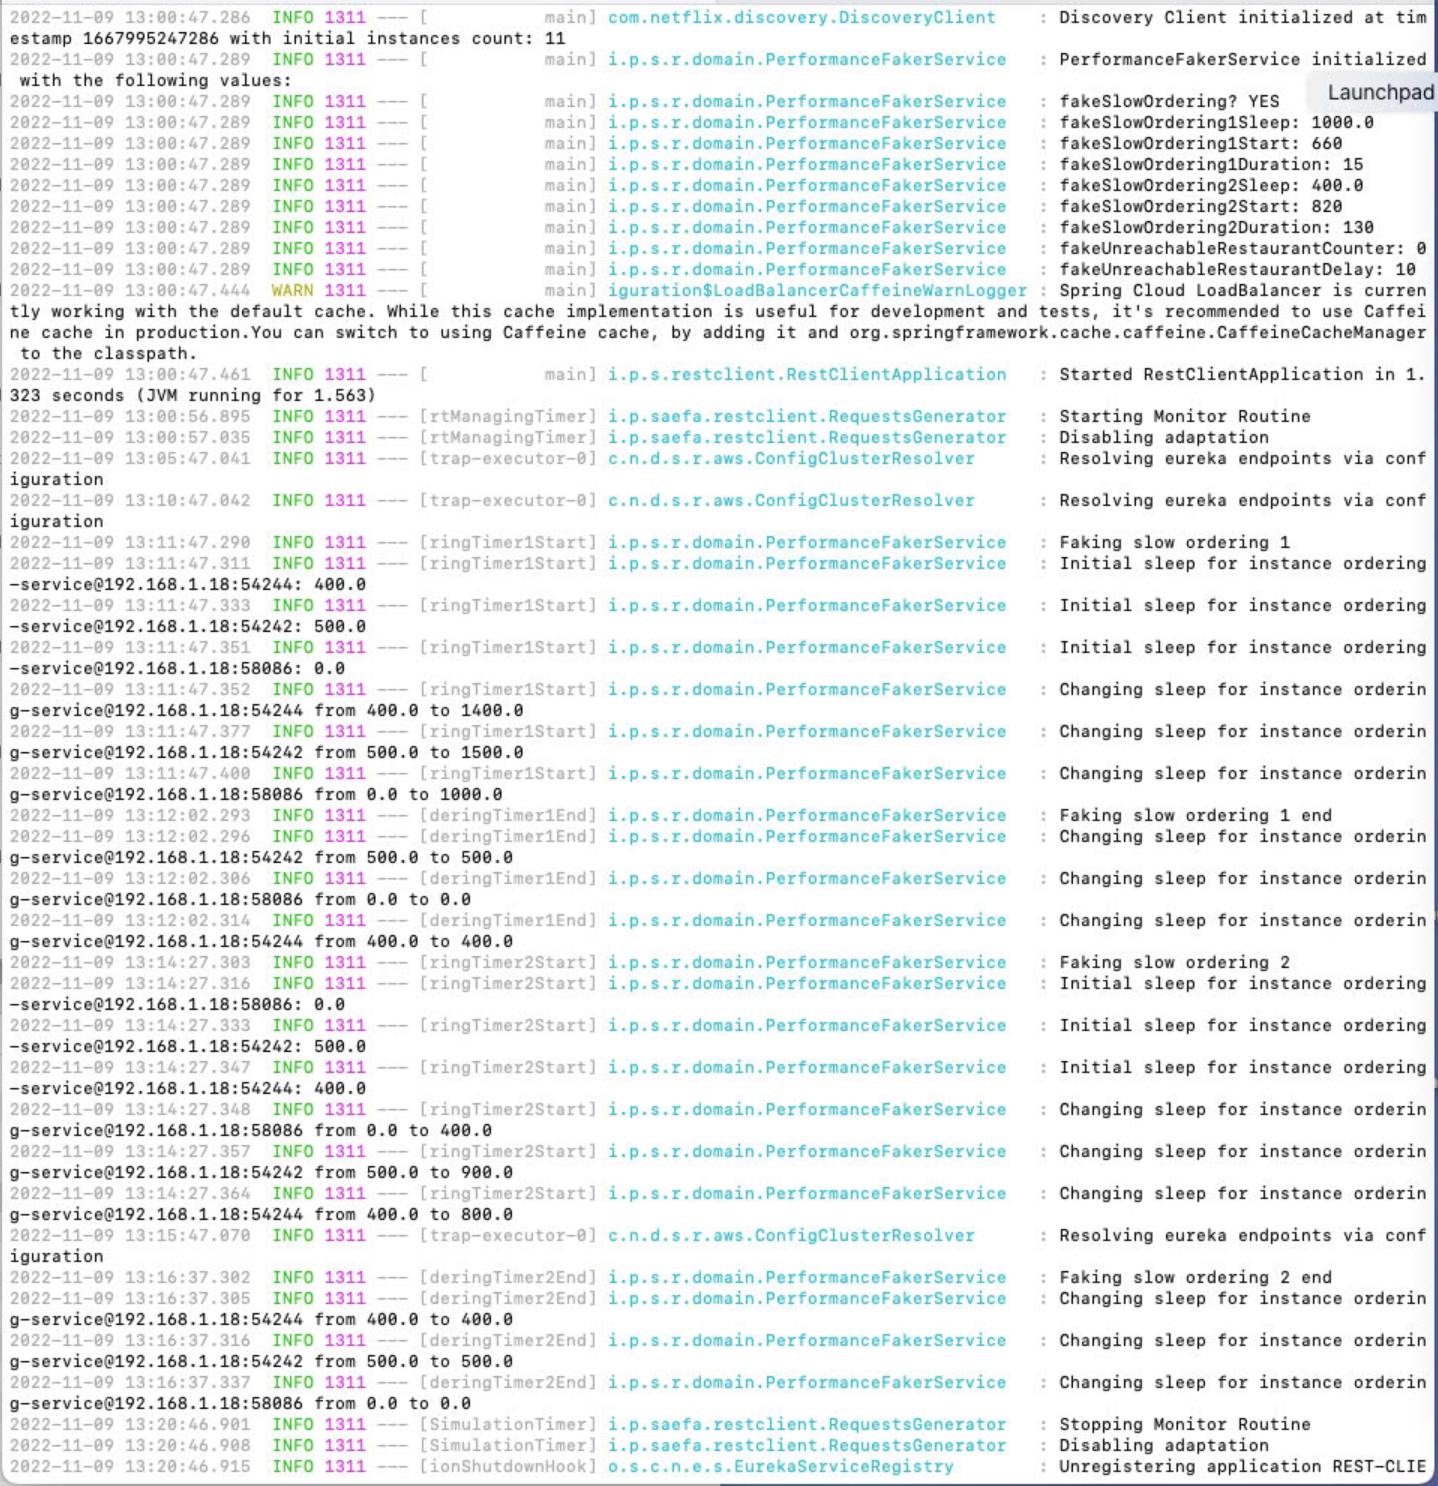 2022-11-09 13:00:47.286  INFO 1311 --- [           main] com.netflix.discovery.DiscoveryClient    : Discovery Client initialized at tim
estamp 1667995247286 with initial instances count: 11
2022-11-09 13:00:47.289  INFO 1311 --- [           main] i.p.s.r.domain.PerformanceFakerService   : PerformanceFakerService initialized
 with the following values:
Launchpad
2022-11-09 13:00:47.289  INFO 1311 --- [           main] i.p.s.r.domain.PerformanceFakerService   : fakeSlowOrdering? YES
2022-11-09 13:00:47.289  INFO 1311 --- [           main] i.p.s.r.domain.PerformanceFakerService   : fakeSlowOrdering1Sleep: 1000.0
2022-11-09 13:00:47.289  INFO 1311 --- [           main] i.p.s.r.domain.PerformanceFakerService   : fakeSlowOrdering1Start: 660
2022-11-09 13:00:47.289  INFO 1311 --- [           main] i.p.s.r.domain.PerformanceFakerService   : fakeSlowOrdering1Duration: 15
2022-11-09 13:00:47.289  INFO 1311 --- [           main] i.p.s.r.domain.PerformanceFakerService   : fakeSlowOrdering2Sleep: 400.0
2022-11-09 13:00:47.289  INFO 1311 --- [           main] i.p.s.r.domain.PerformanceFakerService   : fakeSlowOrdering2Start: 820
2022-11-09 13:00:47.289  INFO 1311 --- [           main] i.p.s.r.domain.PerformanceFakerService   : fakeSlowOrdering2Duration: 130
2022-11-09 13:00:47.289  INFO 1311 --- [           main] i.p.s.r.domain.PerformanceFakerService   : fakeUnreachableRestaurantCounter: 0
2022-11-09 13:00:47.289  INFO 1311 --- [           main] i.p.s.r.domain.PerformanceFakerService   : fakeUnreachableRestaurantDelay: 10
2022-11-09 13:00:47.444  WARN 1311 --- [           main] iguration$LoadBalancerCaffeineWarnLogger : Spring Cloud LoadBalancer is curren
tly working with the default cache. While this cache implementation is useful for development and tests, it's recommended to use Caffei
ne cache in production.You can switch to using Caffeine cache, by adding it and org.springframework.cache.caffeine.CaffeineCacheManager
 to the classpath.
2022-11-09 13:00:47.461  INFO 1311 --- [           main] i.p.s.restclient.RestClientApplication   : Started RestClientApplication in 1.
323 seconds (JVM running for 1.563)
2022-11-09 13:00:56.895  INFO 1311 --- [rtManagingTimer] i.p.saefa.restclient.RequestsGenerator   : Starting Monitor Routine
2022-11-09 13:00:57.035  INFO 1311 --- [rtManagingTimer] i.p.saefa.restclient.RequestsGenerator   : Disabling adaptation
2022-11-09 13:05:47.041  INFO 1311 --- [trap-executor-0] c.n.d.s.r.aws.ConfigClusterResolver      : Resolving eureka endpoints via conf
iguration
2022-11-09 13:10:47.042  INFO 1311 --- [trap-executor-0] c.n.d.s.r.aws.ConfigClusterResolver      : Resolving eureka endpoints via conf
iguration
2022-11-09 13:11:47.290  INFO 1311 --- [ringTimer1Start] i.p.s.r.domain.PerformanceFakerService   : Faking slow ordering 1
2022-11-09 13:11:47.311  INFO 1311 --- [ringTimer1Start] i.p.s.r.domain.PerformanceFakerService   : Initial sleep for instance ordering
-service@192.168.1.18:54244: 400.0
2022-11-09 13:11:47.333  INFO 1311 --- [ringTimer1Start] i.p.s.r.domain.PerformanceFakerService   : Initial sleep for instance ordering
-service@192.168.1.18:54242: 500.0
2022-11-09 13:11:47.351  INFO 1311 --- [ringTimer1Start] i.p.s.r.domain.PerformanceFakerService   : Initial sleep for instance ordering
-service@192.168.1.18:58086: 0.0
2022-11-09 13:11:47.352  INFO 1311 --- [ringTimer1Start] i.p.s.r.domain.PerformanceFakerService   : Changing sleep for instance orderin
g-service@192.168.1.18:54244 from 400.0 to 1400.0
2022-11-09 13:11:47.377  INFO 1311 --- [ringTimer1Start] i.p.s.r.domain.PerformanceFakerService   : Changing sleep for instance orderin
g-service@192.168.1.18:54242 from 500.0 to 1500.0
2022-11-09 13:11:47.400  INFO 1311 --- [ringTimer1Start] i.p.s.r.domain.PerformanceFakerService   : Changing sleep for instance orderin
g-service@192.168.1.18:58086 from 0.0 to 1000.0
2022-11-09 13:12:02.293  INFO 1311 --- [deringTimer1End] i.p.s.r.domain.PerformanceFakerService   : Faking slow ordering 1 end
2022-11-09 13:12:02.296  INFO 1311 --- [deringTimer1End] i.p.s.r.domain.PerformanceFakerService   : Changing sleep for instance orderin
g-service@192.168.1.18:54242 from 500.0 to 500.0
2022-11-09 13:12:02.306  INFO 1311 --- [deringTimer1End] i.p.s.r.domain.PerformanceFakerService   : Changing sleep for instance orderin
g-service@192.168.1.18:58086 from 0.0 to 0.0
2022-11-09 13:12:02.314  INFO 1311 --- [deringTimer1End] i.p.s.r.domain.PerformanceFakerService   : Changing sleep for instance orderin
g-service@192.168.1.18:54244 from 400.0 to 400.0
2022-11-09 13:14:27.303  INFO 1311 --- [ringTimer2Start] i.p.s.r.domain.PerformanceFakerService   : Faking slow ordering 2
2022-11-09 13:14:27.316  INFO 1311 --- [ringTimer2Start] i.p.s.r.domain.PerformanceFakerService   : Initial sleep for instance ordering
-service@192.168.1.18:58086: 0.0
2022-11-09 13:14:27.333  INFO 1311 --- [ringTimer2Start] i.p.s.r.domain.PerformanceFakerService   : Initial sleep for instance ordering
-service@192.168.1.18:54242: 500.0
2022-11-09 13:14:27.347  INFO 1311 --- [ringTimer2Start] i.p.s.r.domain.PerformanceFakerService   : Initial sleep for instance ordering
-service@192.168.1.18:54244: 400.0
2022-11-09 13:14:27.348  INFO 1311 --- [ringTimer2Start] i.p.s.r.domain.PerformanceFakerService   : Changing sleep for instance orderin
g-service@192.168.1.18:58086 from 0.0 to 400.0
2022-11-09 13:14:27.357  INFO 1311 --- [ringTimer2Start] i.p.s.r.domain.PerformanceFakerService   : Changing sleep for instance orderin
g-service@192.168.1.18:54242 from 500.0 to 900.0
2022-11-09 13:14:27.364  INFO 1311 --- [ringTimer2Start] i.p.s.r.domain.PerformanceFakerService   : Changing sleep for instance orderin
g-service@192.168.1.18:54244 from 400.0 to 800.0
2022-11-09 13:15:47.070  INFO 1311 --- [trap-executor-0] c.n.d.s.r.aws.ConfigClusterResolver      : Resolving eureka endpoints via conf
iguration
2022-11-09 13:16:37.302  INFO 1311 --- [deringTimer2End] i.p.s.r.domain.PerformanceFakerService   : Faking slow ordering 2 end
2022-11-09 13:16:37.305  INFO 1311 --- [deringTimer2End] i.p.s.r.domain.PerformanceFakerService   : Changing sleep for instance orderin
g-service@192.168.1.18:54244 from 400.0 to 400.0
2022-11-09 13:16:37.316  INFO 1311 --- [deringTimer2End] i.p.s.r.domain.PerformanceFakerService   : Changing sleep for instance orderin
g-service@192.168.1.18:54242 from 500.0 to 500.0
2022-11-09 13:16:37.337  INFO 1311 --- [deringTimer2End] i.p.s.r.domain.PerformanceFakerService   : Changing sleep for instance orderin
g-service@192.168.1.18:58086 from 0.0 to 0.0
2022-11-09 13:20:46.901  INFO 1311 --- [SimulationTimer] i.p.saefa.restclient.RequestsGenerator   : Stopping Monitor Routine
2022-11-09 13:20:46.908  INFO 1311 --- [SimulationTimer] i.p.saefa.restclient.RequestsGenerator   : Disabling adaptation
2022-11-09 13:20:46.915  INFO 1311 --- [ionShutdownHook] o.s.c.n.e.s.EurekaServiceRegistry        : Unregistering application REST-CLIE